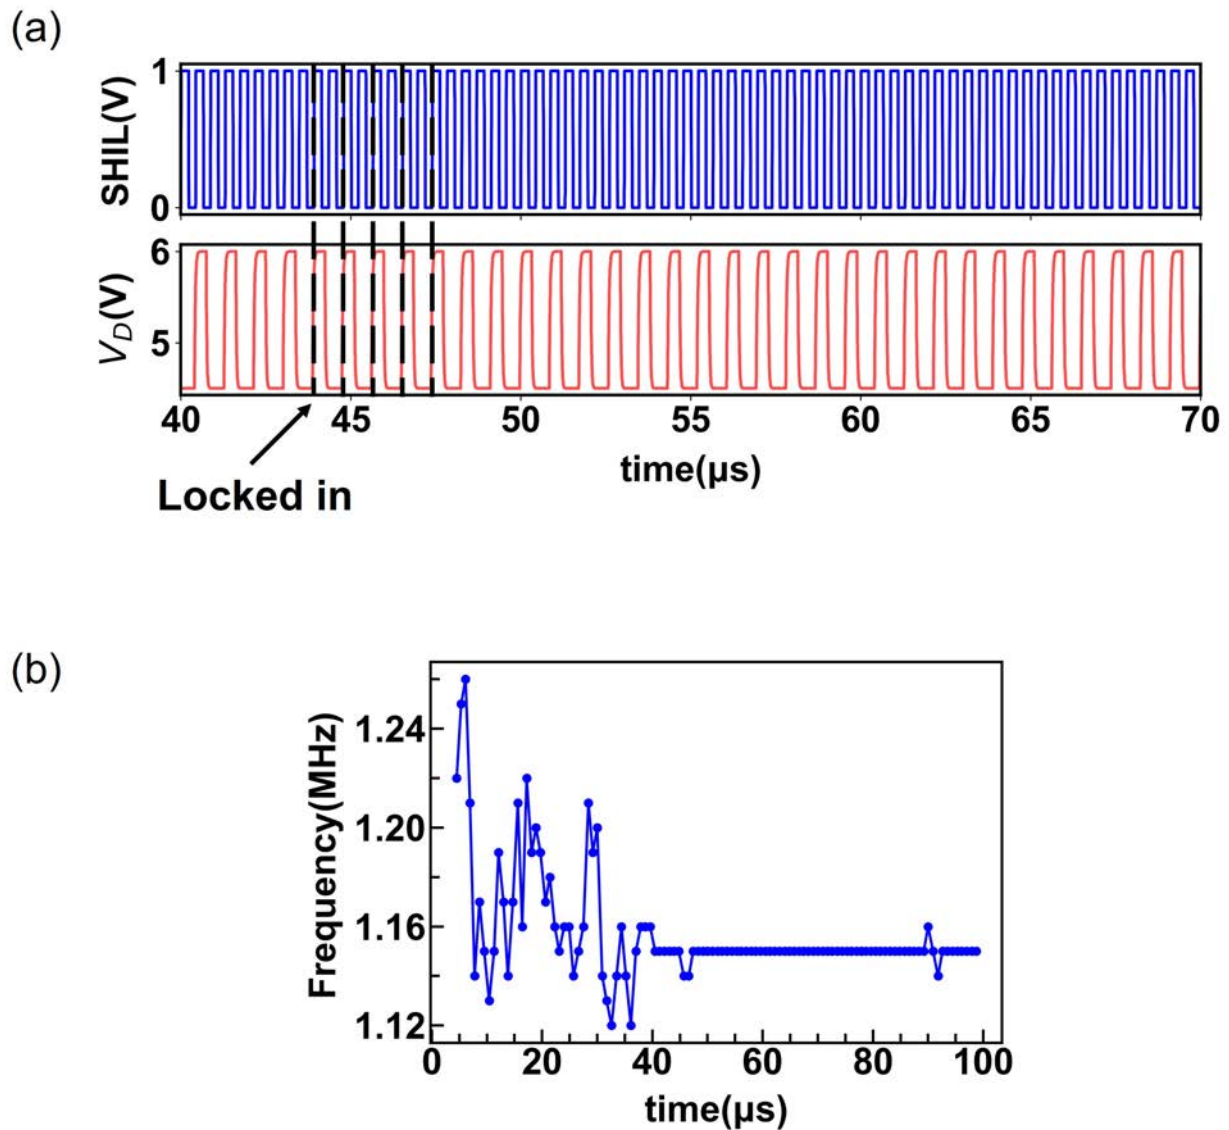 (a)
SHIL(V)
1
0
V_D(V)
6
5
40 45 50 55 60 65 70
time(µs)
Locked in
(b)
Frequency(MHz)
1.24
1.20
1.16
1.12
0 20 40 60 80 100
time(µs)